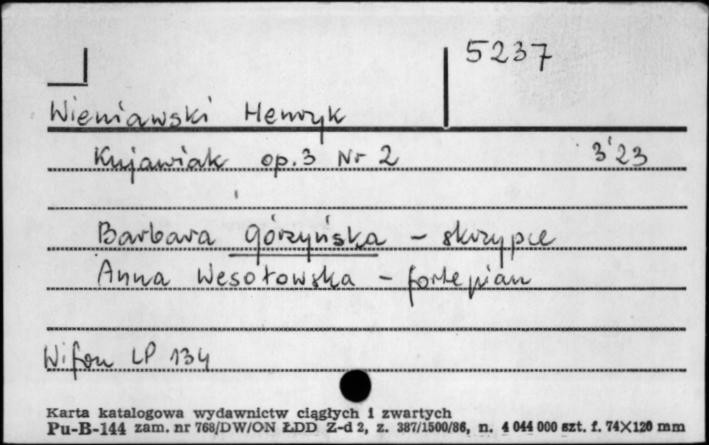 5237
Wieniawski Henryk
Kujawiak op. 3 Nr 2 3'23
Barbara Górzyńska - skrzypce
Anna Wesołowska - fortepian
Wifon LP 134
Karta katalogowa wydawnictw ciągłych i zwartych
Pu-B-144 zam. nr 768/DW/ON ŁDD Z-d 2, z. 387/1500/86, n. 4 044 000 szt. f. 74X120 mm